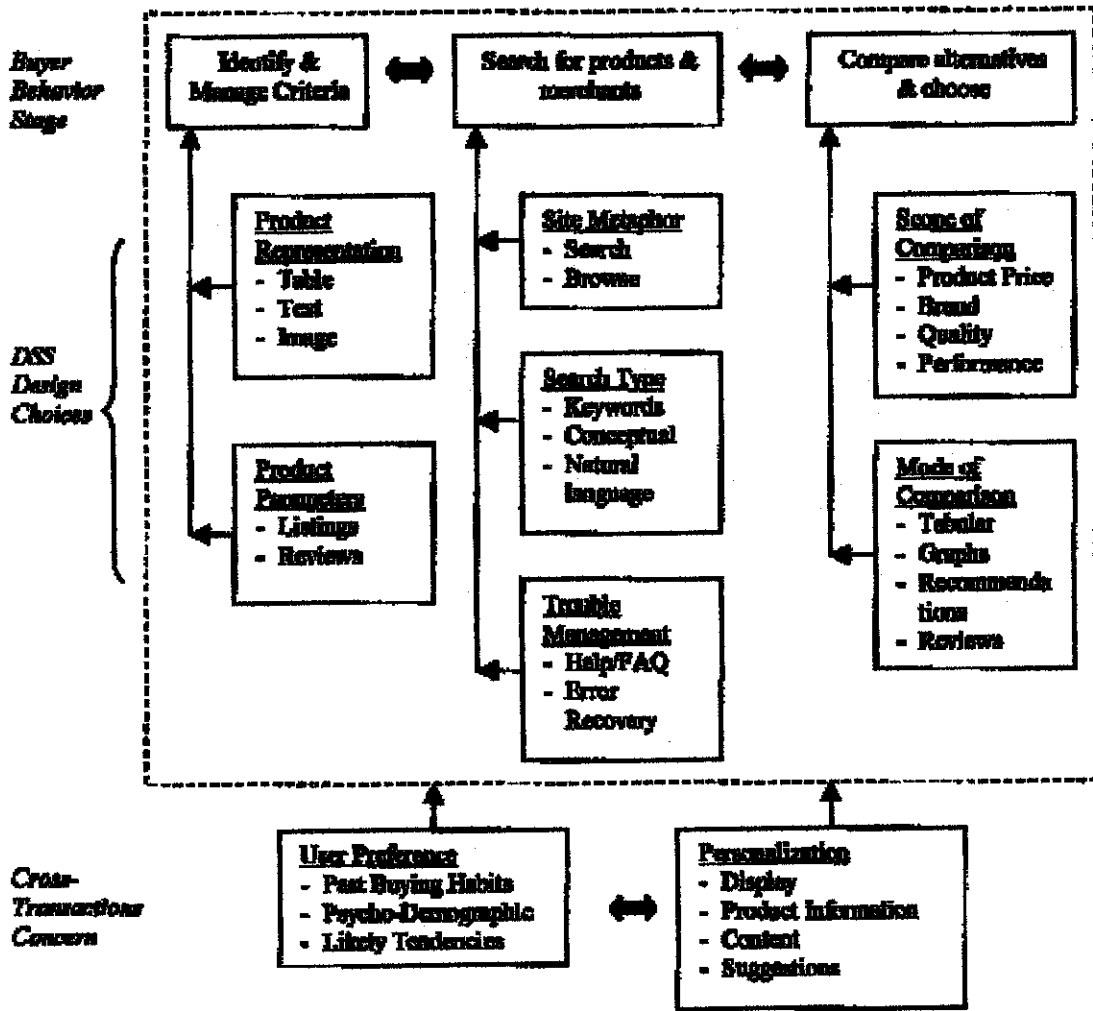 Buyer
Behavior
Stage
Identify &
Manage Criteria
Search for products &
merchants
Compare alternatives
& choose
DSS
Design
Choices
Product
Representation
- Table
- Text
- Image
Product
Parameters
- Listings
- Reviews
Site Metaphor
- Search
- Browse
Search Type
- Keywords
- Conceptual
- Natural
language
Trouble
Management
- Help/FAQ
- Error
Recovery
Scope of
Comparison
- Product Price
- Brand
- Quality
- Performance
Mode of
Comparison
- Tabular
- Graphs
- Recommenda
tions
- Reviews
Cross-
Transactions
Concern
User Preference
- Past Buying Habits
- Psycho-Demographic
- Likely Tendencies
Personalization
- Display
- Product Information
- Content
- Suggestions